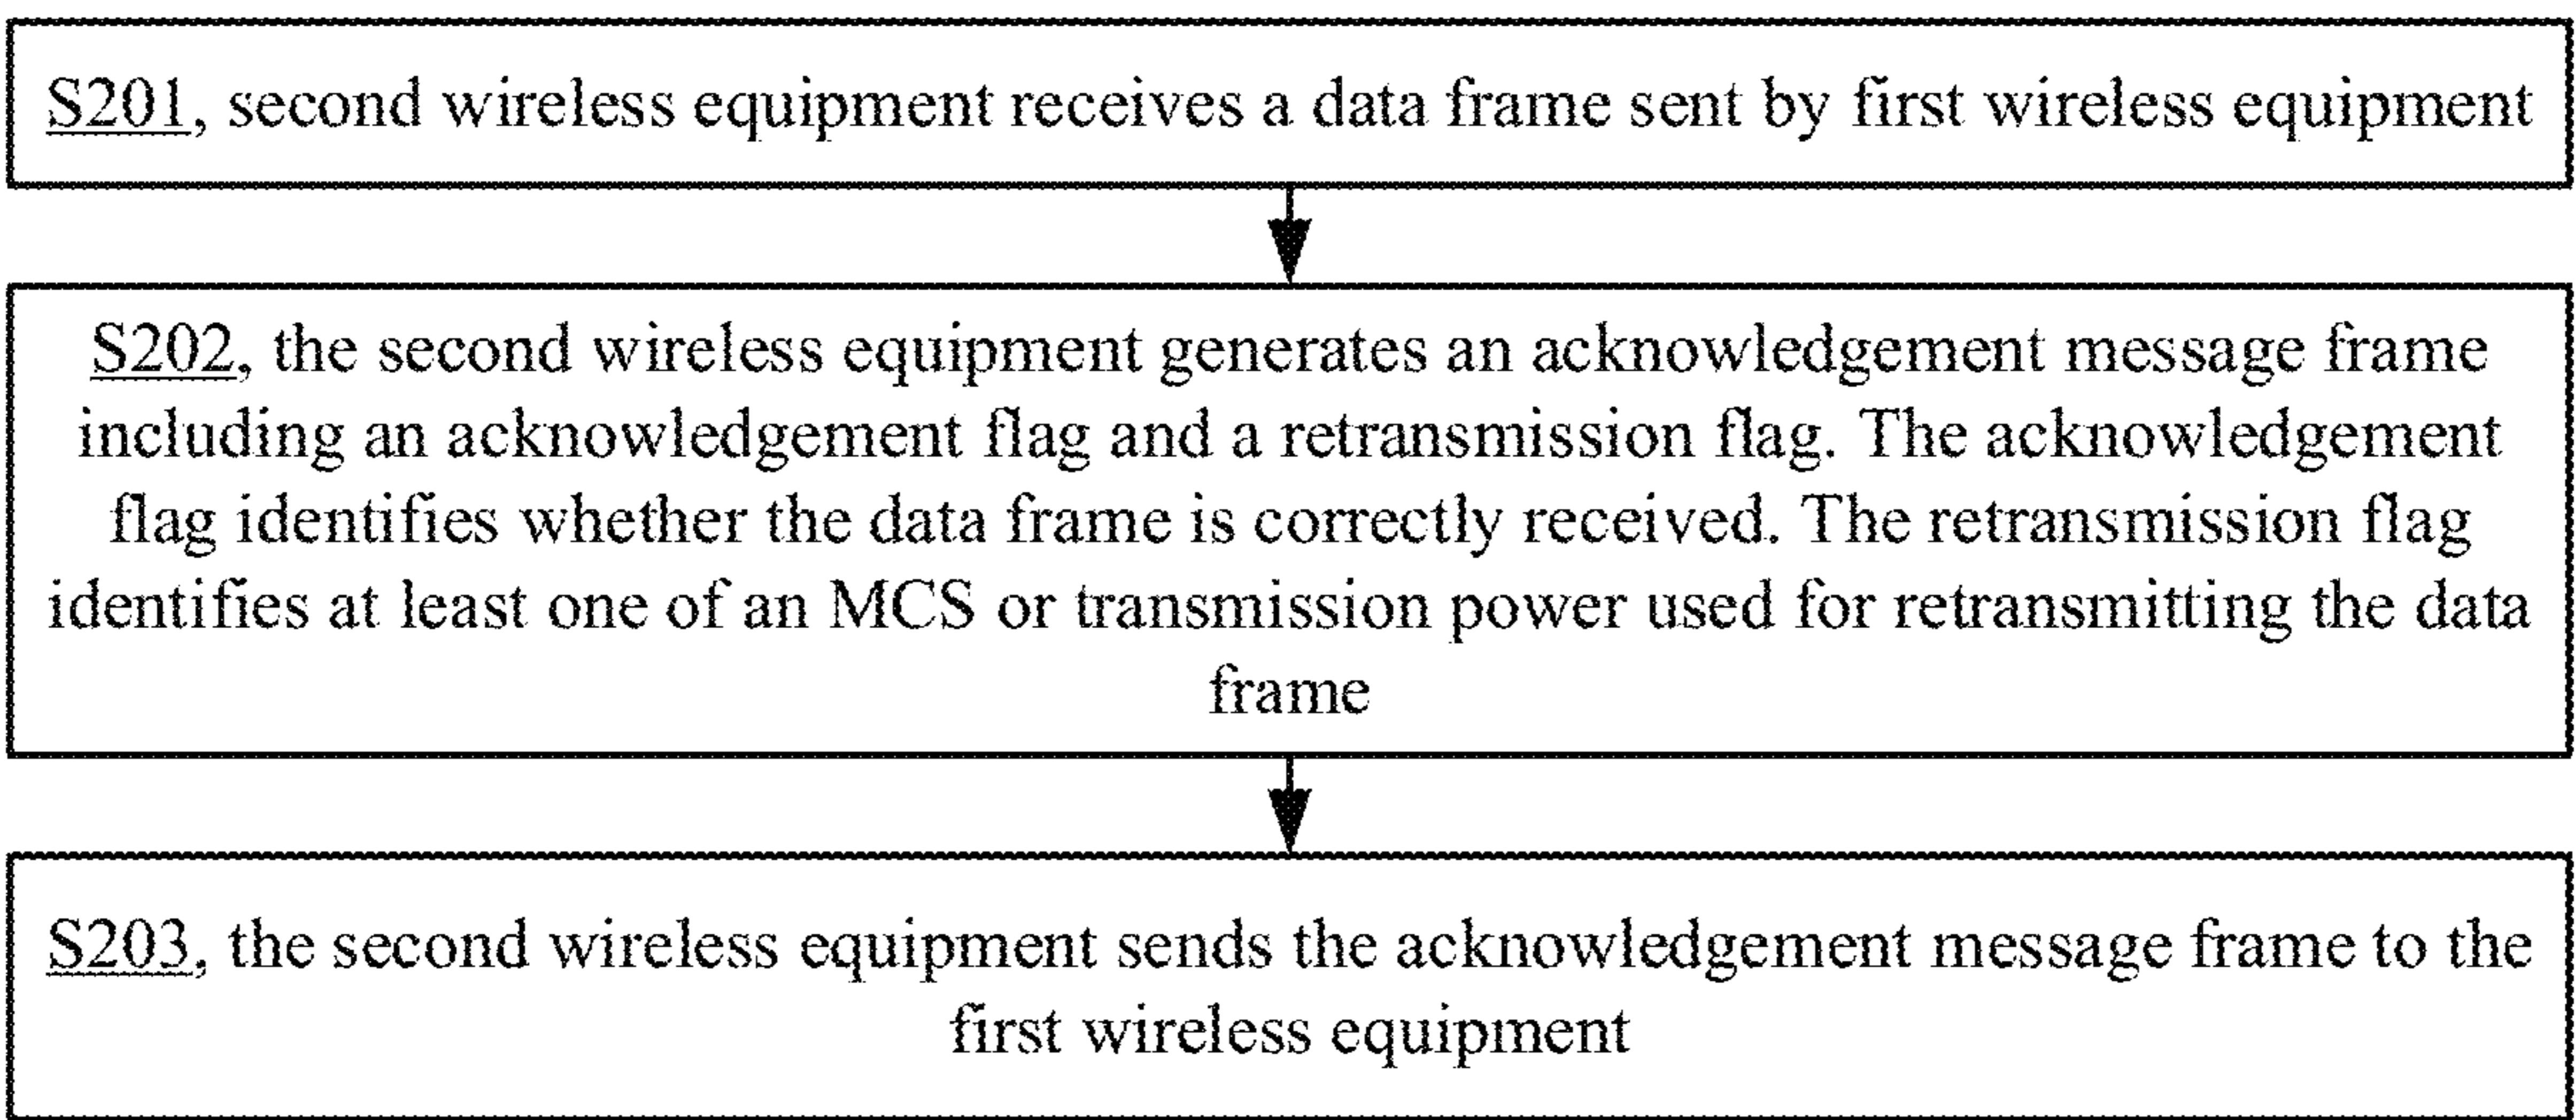 S201, second wireless equipment receives a data frame sent by first wireless equipment
S202, the second wireless equipment generates an acknowledgement message frame
including an acknowledgement flag and a retransmission flag. The acknowledgement
flag identifies whether the data frame is correctly received. The retransmission flag
identifies at least one of an MCS or transmission power used for retransmitting the data
frame
S203, the second wireless equipment sends the acknowledgement message frame to the
first wireless equipment